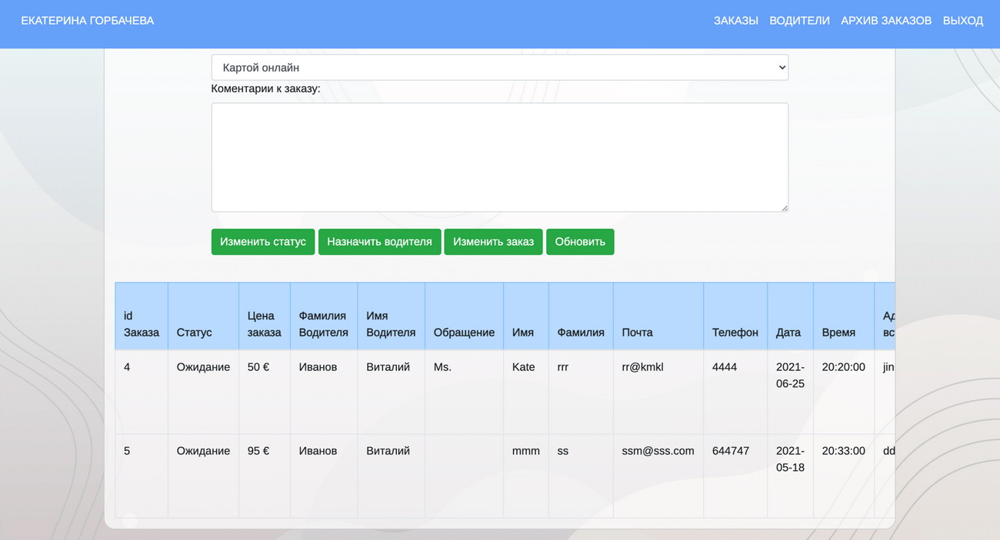 ЕКАТЕРИНА ГОРБАЧЕВА ЗАКАЗЫ ВОДИТЕЛИ АРХИВ ЗАКАЗОВ ВЫХОД
Картой онлайн
Коментарии к заказу:
Изменить статус Назначить водителя Изменить заказ Обновить
id Заказа Статус Цена заказа Фамилия Водителя Имя Водителя Обращение Имя Фамилия Почта Телефон Дата Время
4 Ожидание 50 € Иванов Виталий Ms. Kate rrr rr@kmkl 4444 2021-06-25 20:20:00 jin
5 Ожидание 95 € Иванов Виталий mmm ss ssm@sss.com 644747 2021-05-18 20:33:00 dd